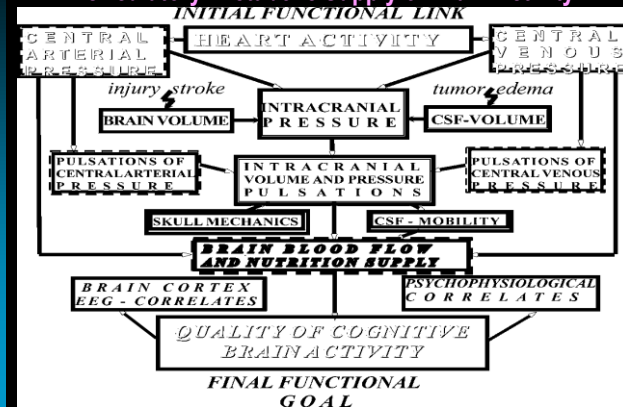 INITIAL FUNCTIONAL LINK
CENTRAL
ARTERIAL
PRESSURE
HEART ACTIVITY
CENTRAL
VENOUS
PRESSURE
injury stroke
tumor edema
BRAIN VOLUME
INTRACRANIAL
PRESSURE
CSF-VOLUME
PULSATIONS OF
CENTRAL ARTERIAL
PRESSURE
INTRACRANIAL
VOLUME AND PRESSURE
PULSATIONS
PULSATIONS OF
CENTRAL VENOUS
PRESSURE
SKULL MECHANICS
CSF - MOBILITY
BRAIN BLOOD FLOW
AND NUTRITION SUPPLY
BRAIN CORTEX
EEG - CORRELATES
PSYCHOPHYSIOLOGICAL
CORRELATES
QUALITY OF COGNITIVE
BRAIN ACTIVITY
FINAL FUNCTIONAL
GOAL